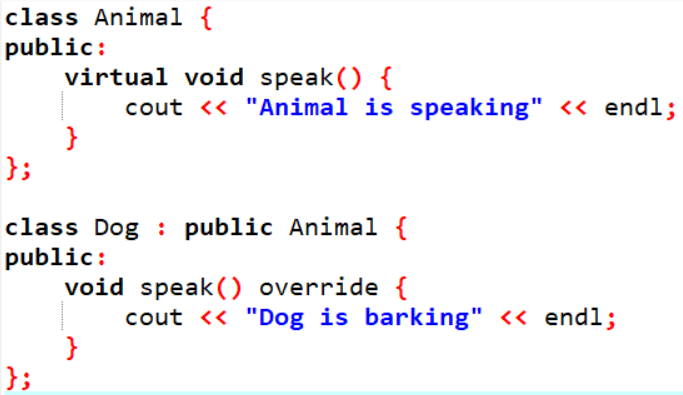 class Animal {
public:
    virtual void speak() {
        cout << "Animal is speaking" << endl;
    }
};

class Dog : public Animal {
public:
    void speak() override {
        cout << "Dog is barking" << endl;
    }
};